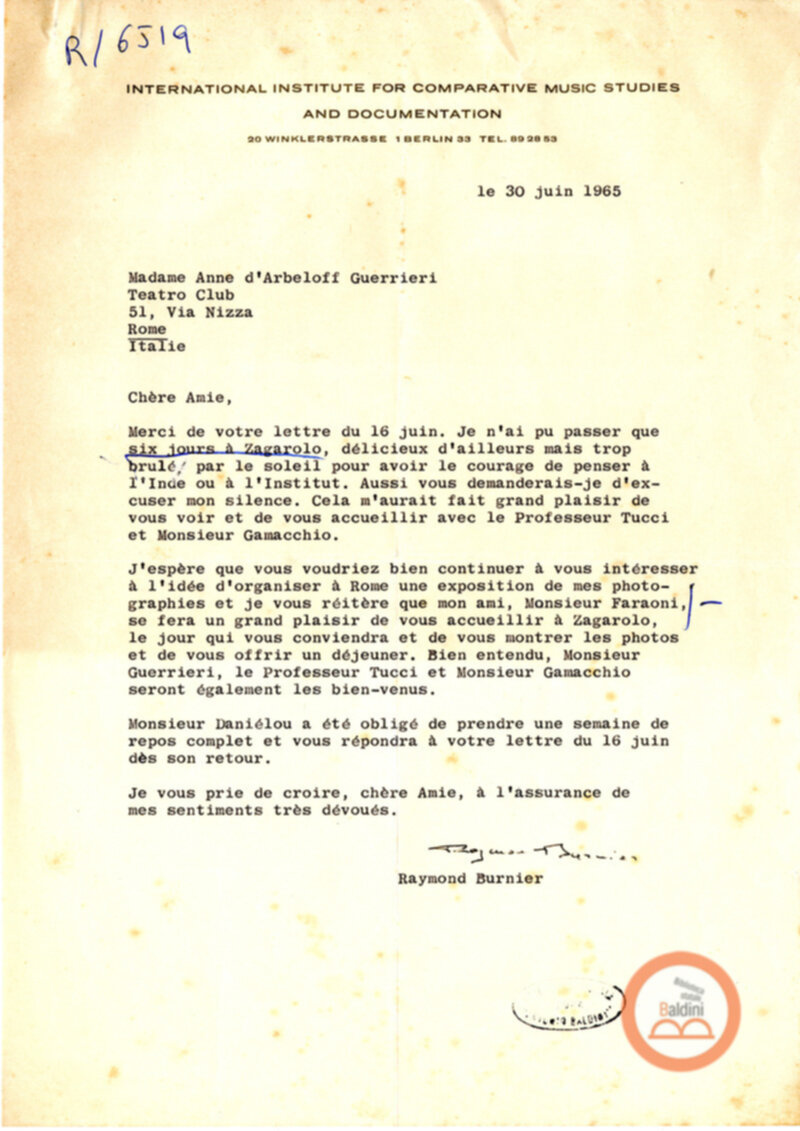 R/6519
INTERNATIONAL INSTITUTE FOR COMPARATIVE MUSIC STUDIES
AND DOCUMENTATION
20 WINKLERSTRASSE 1 BERLIN 33 TEL. 89 28 53
le 30 juin 1965
Madame Anne d'Arbeloff Guerrieri
Teatro Club
51, Via Nizza
Rome
Italie
Chère Amie,
Merci de votre lettre du 16 juin. Je n'ai pu passer que
six jours à Zagarolo, délicieux d'ailleurs mais trop
brulé, par le soleil pour avoir le courage de penser à
l'Inde ou à l'Institut. Aussi vous demanderais-je d'ex-
cuser mon silence. Cela m'aurait fait grand plaisir de
vous voir et de vous accueillir avec le Professeur Tucci
et Monsieur Gamacchio.
J'espère que vous voudriez bien continuer à vous intéresser
à l'idée d'organiser à Rome une exposition de mes photo-
graphies et je vous réitère que mon ami, Monsieur Faraoni,
se fera un grand plaisir de vous accueillir à Zagarolo,
le jour qui vous conviendra et de vous montrer les photos
et de vous offrir un déjeuner. Bien entendu, Monsieur
Guerrieri, le Professeur Tucci et Monsieur Gamacchio
seront également les bien-venus.
Monsieur Daniélou a été obligé de prendre une semaine de
repos complet et vous répondra à votre lettre du 16 juin
dès son retour.
Je vous prie de croire, chère Amie, à l'assurance de
mes sentiments très dévoués.
Raymond Burnier
Raymond Burnier
BALDINI
Biblioteca
statale
Baldini